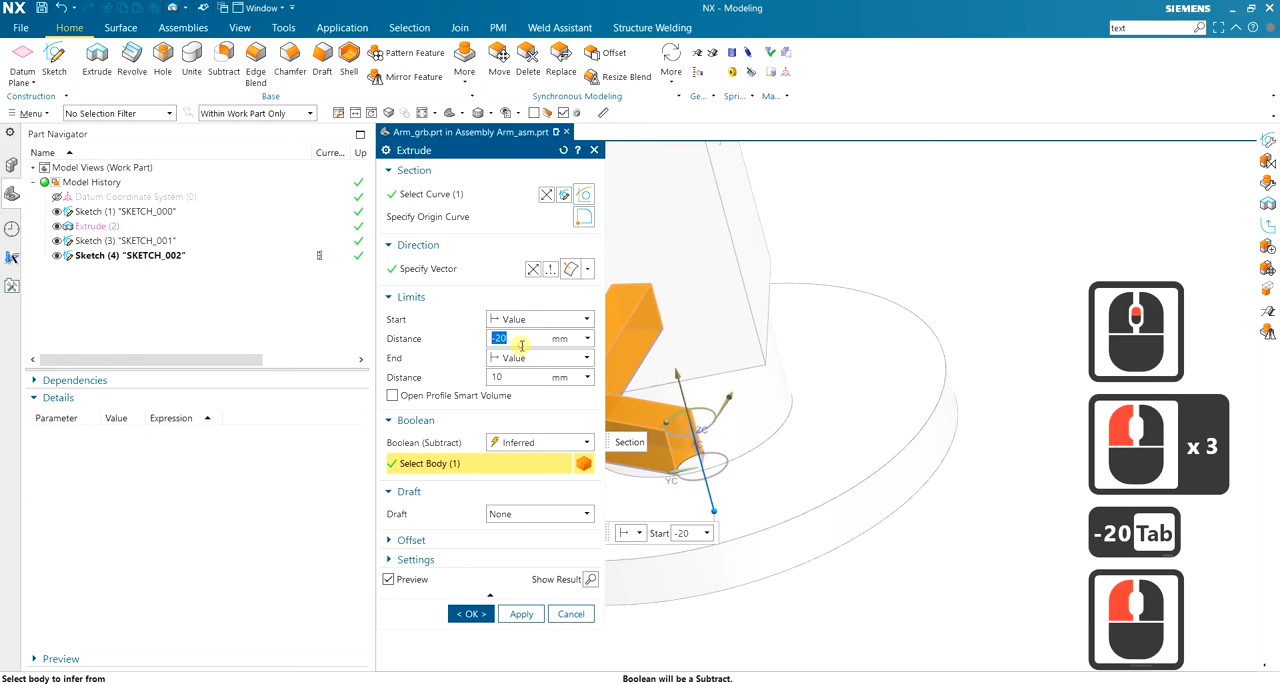 NX
Window
NX - Modeling
SIEMENS
File
Home
Surface
Assemblies
View
Tools
Application
Selection
Join
PMI
Weld Assistant
Structure Welding
text
Datum
Plane
Sketch
Extrude
Revolve
Hole
Unite
Subtract
Edge
Blend
Chamfer
Draft
Shell
Pattern Feature
Mirror Feature
More
Move
Delete
Replace
Offset
Resize Blend
More
Construction
Base
Synchronous Modeling
Ge...
Spri...
Ma...
Menu
No Selection Filter
Within Work Part Only
Part Navigator
Name
Curre...
Up
Model Views (Work Part)
Model History
Datum Coordinate System (0)
Sketch (1) "SKETCH_000"
Extrude (2)
Sketch (3) "SKETCH_001"
Sketch (4) "SKETCH_002"
Dependencies
Details
Parameter
Value
Expression
Preview
Arm_grb.prt in Assembly Arm_asm.prt
Extrude
Section
Select Curve (1)
Specify Origin Curve
Direction
Specify Vector
Limits
Start
Value
Distance
-20
mm
End
Value
Distance
10
mm
Open Profile Smart Volume
Boolean
Boolean (Subtract)
Inferred
Select Body (1)
Draft
Draft
None
Offset
Settings
Preview
Show Result
< OK >
Apply
Cancel
Section
ZC
YC
Start
-20
x 3
-20 Tab
Select body to infer from
Boolean will be a Subtract.